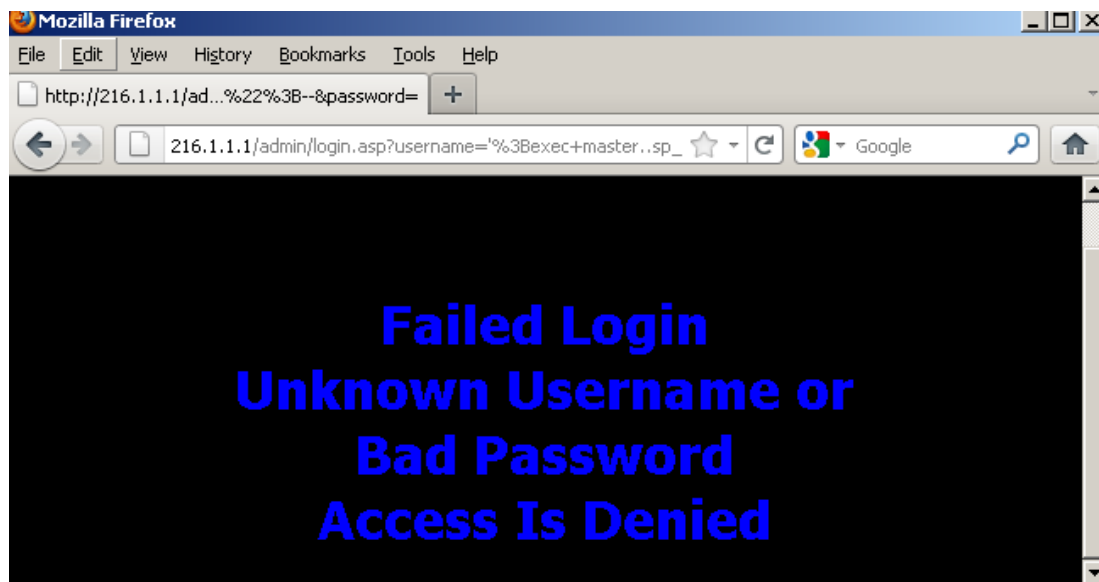 Mozilla Firefox
File Edit View History Bookmarks Tools Help
http://216.1.1.1/ad...%22%3B--&password=
216.1.1.1/admin/login.asp?username='%3Bexec+master..sp_
Google
Failed Login
Unknown Username or
Bad Password
Access Is Denied